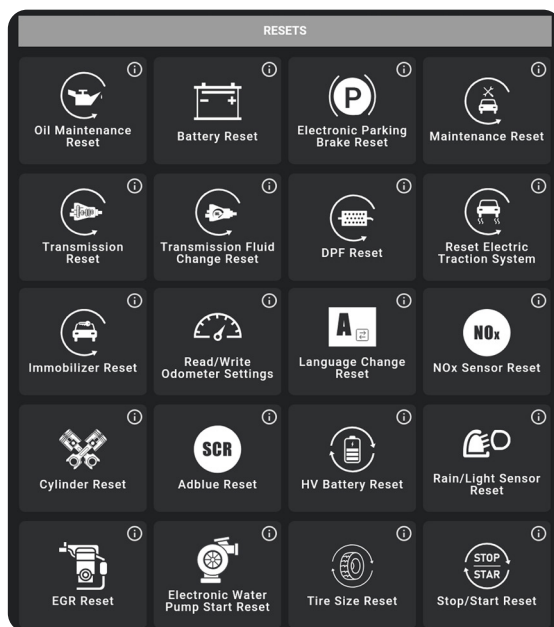 RESETS
Oil Maintenance
Reset
Battery Reset
P
Electronic Parking
Brake Reset
Maintenance Reset
Transmission
Reset
Transmission Fluid
Change Reset
DPF Reset
Reset Electric
Traction System
Immobilizer Reset
Read/Write
Odometer Settings
A
Language Change
Reset
NOx
NOx Sensor Reset
Cylinder Reset
SCR
Adblue Reset
HV Battery Reset
Rain/Light Sensor
Reset
EGR Reset
Electronic Water
Pump Start Reset
Tire Size Reset
STOP
STAR
Stop/Start Reset